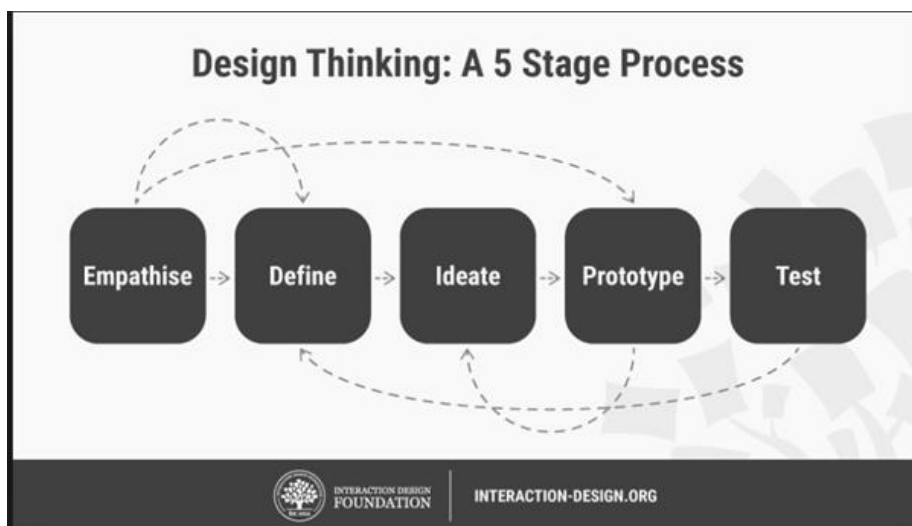 Design Thinking: A 5 Stage Process
Empathise
Define
Ideate
Prototype
Test
INTERACTION DESIGN
FOUNDATION
INTERACTION-DESIGN.ORG